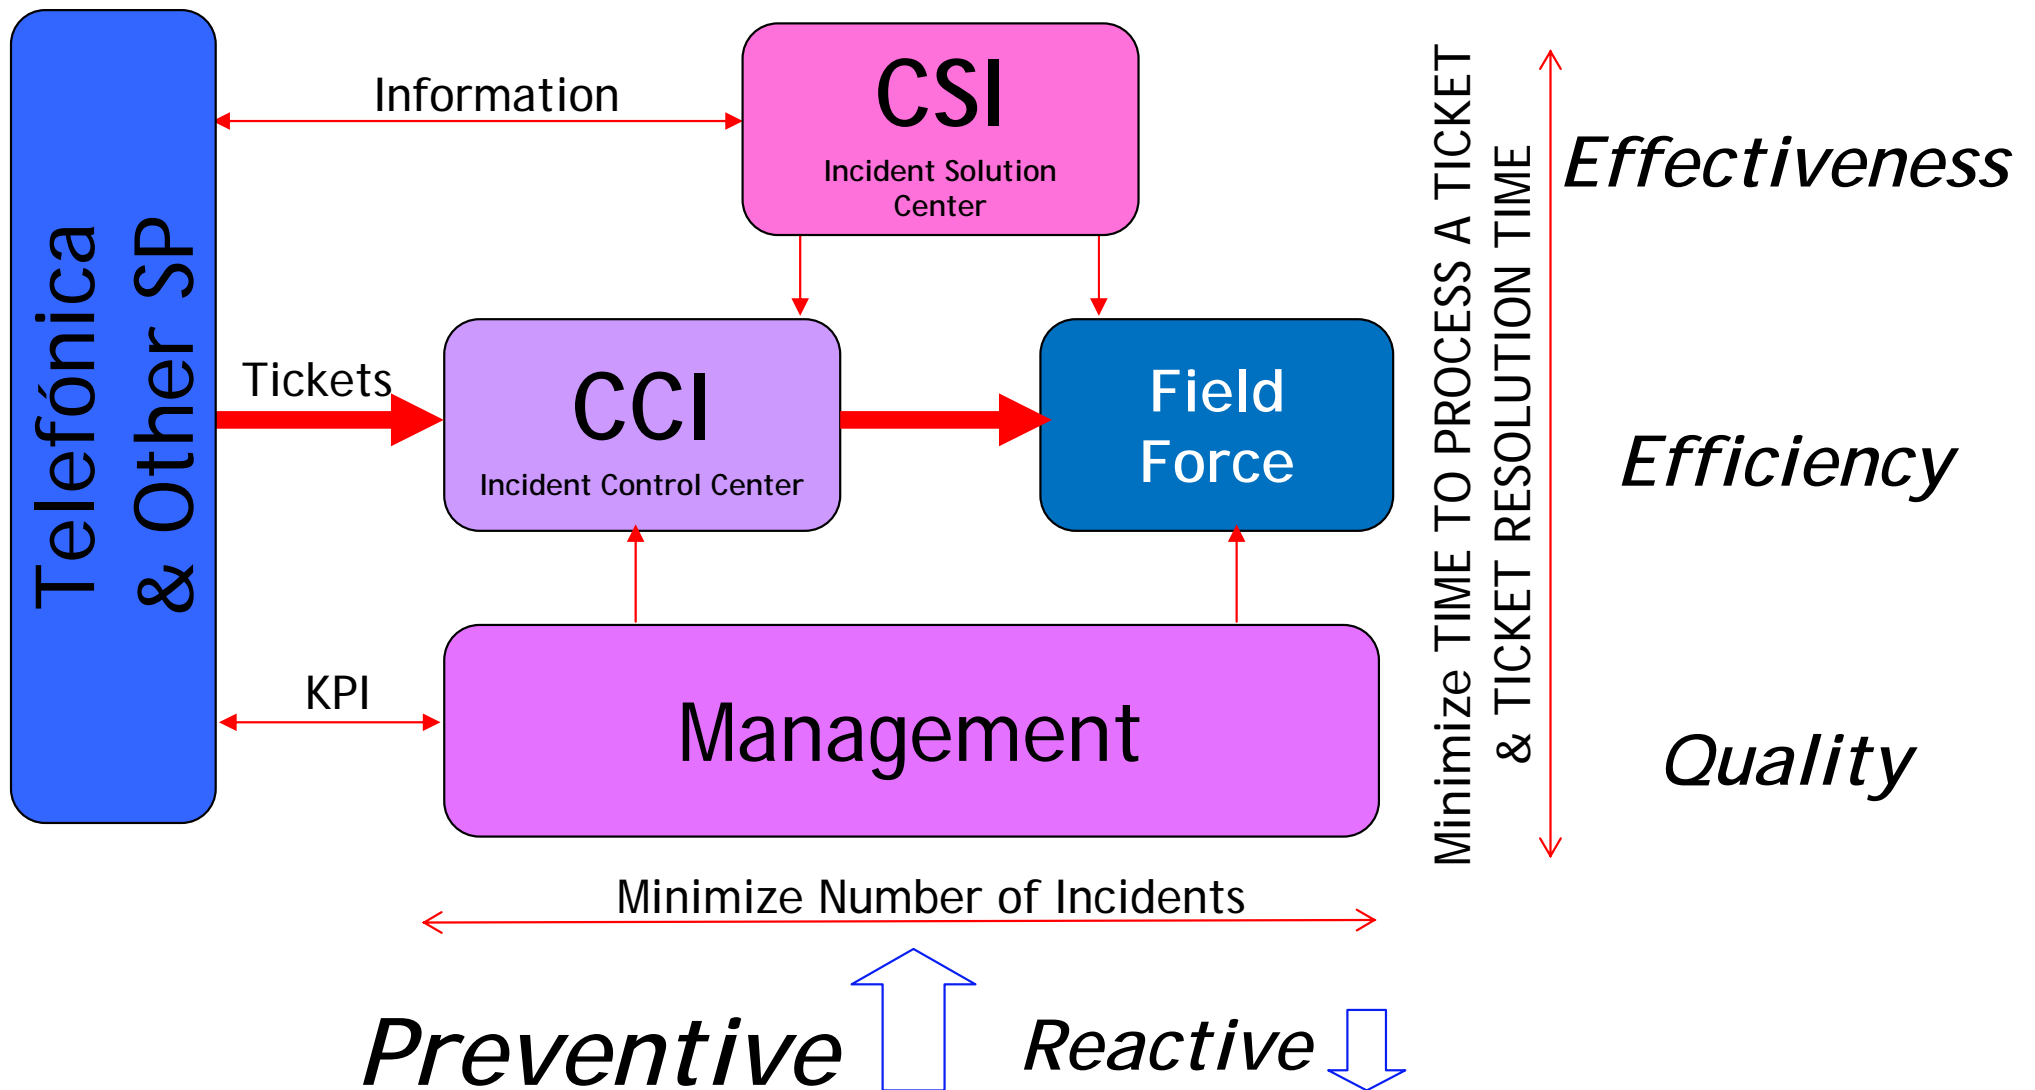 Telefónica
& Other SP
Information
CSI
Incident Solution
Center
Tickets
CCI
Incident Control Center
Field
Force
KPI
Management
Minimize TIME TO PROCESS A TICKET
& TICKET RESOLUTION TIME
Effectiveness
Efficiency
Quality
Minimize Number of Incidents
Preventive
Reactive